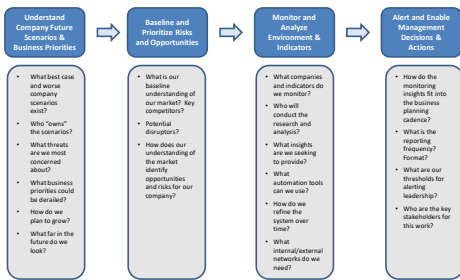 Understand
Company Future
Scenarios &
Business Priorities
Baseline and
Prioritize Risks
and Opportunities
Monitor and
Analyze
Environment &
Indicators
Alert and Enable
Management
Decisions &
Actions
• What best case
and worse
company
scenarios
exist?
• Who "owns"
the scenarios?
• What threats
are we most
concerned
about?
• What business
priorities could
be derailed?
• How do we
plan to grow?
• What far in the
future do we
look?
• What is our
baseline
understanding of
our market? Key
competitors?
• Potential
disruptors?
• How does our
understanding of
the market
identify
opportunities
and risks for our
company?
• What companies
and indicators do
we monitor?
• Who will
conduct the
research and
analysis?
• What insights
are we seeking
to provide?
• What
automation tools
can we use?
• How do we
refine the
system over
time?
• What
internal/external
networks do we
need?
• How do the
monitoring
insights fit into
the business
planning
cadence?
• What is the
reporting
frequency?
Format?
• What are our
thresholds for
alerting
leadership?
• Who are the key
stakeholders for
this work?